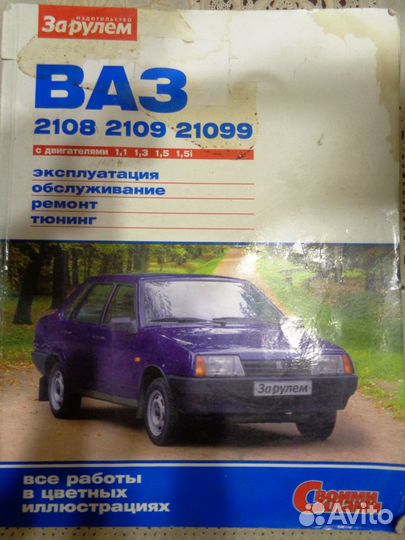 издательство
За рулем
ВАЗ
2108 2109 21099
с двигателями 1,1 1,3 1,5 1,5i
эксплуатация
обслуживание
ремонт
тюнинг
За рулем
все работы
в цветных
иллюстрациях
Своими
силами
Avito